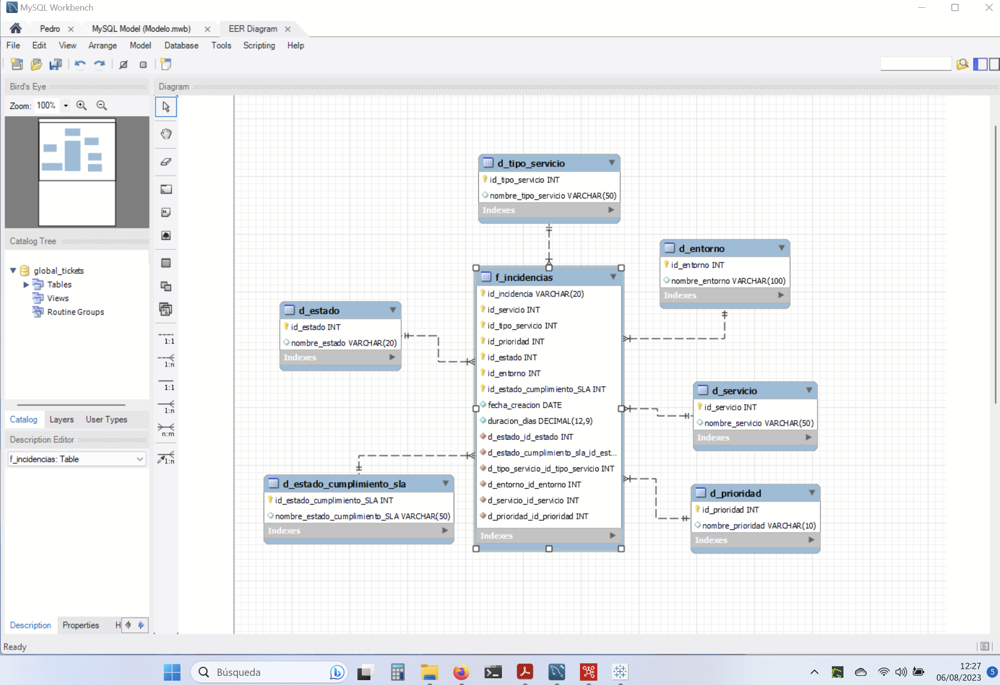 MySQL Workbench
Pedro
MySQL Model (Modelo.mwb)
EER Diagram
File Edit View Arrange Model Database Tools Scripting Help
Bird's Eye
Zoom: 100%
Catalog Tree
global_tickets
Tables
Views
Routine Groups
Catalog Layers User Types
Description Editor
f_incidencias: Table
Description Properties H
Ready
Diagram
1:1
1:n
1:1
1:n
n:m
1:n
d_tipo_servicio
id_tipo_servicio INT
nombre_tipo_servicio VARCHAR(50)
Indexes
d_entorno
id_entorno INT
nombre_entorno VARCHAR(100)
Indexes
f_incidencias
id_incidencia VARCHAR(20)
id_servicio INT
id_tipo_servicio INT
id_prioridad INT
id_estado INT
id_entorno INT
id_estado_cumplimiento_SLA INT
fecha_creacion DATE
duracion_dias DECIMAL(12,9)
d_estado_id_estado INT
d_estado_cumplimiento_sla_id_est...
d_tipo_servicio_id_tipo_servicio INT
d_entorno_id_entorno INT
d_servicio_id_servicio INT
d_prioridad_id_prioridad INT
Indexes
d_estado
id_estado INT
nombre_estado VARCHAR(20)
Indexes
d_servicio
id_servicio INT
nombre_servicio VARCHAR(50)
Indexes
d_estado_cumplimiento_sla
id_estado_cumplimiento_SLA INT
nombre_estado_cumplimiento_SLA VARCHAR(50)
Indexes
d_prioridad
id_prioridad INT
nombre_prioridad VARCHAR(10)
Indexes
Búsqueda
12:27
06/08/2023
5